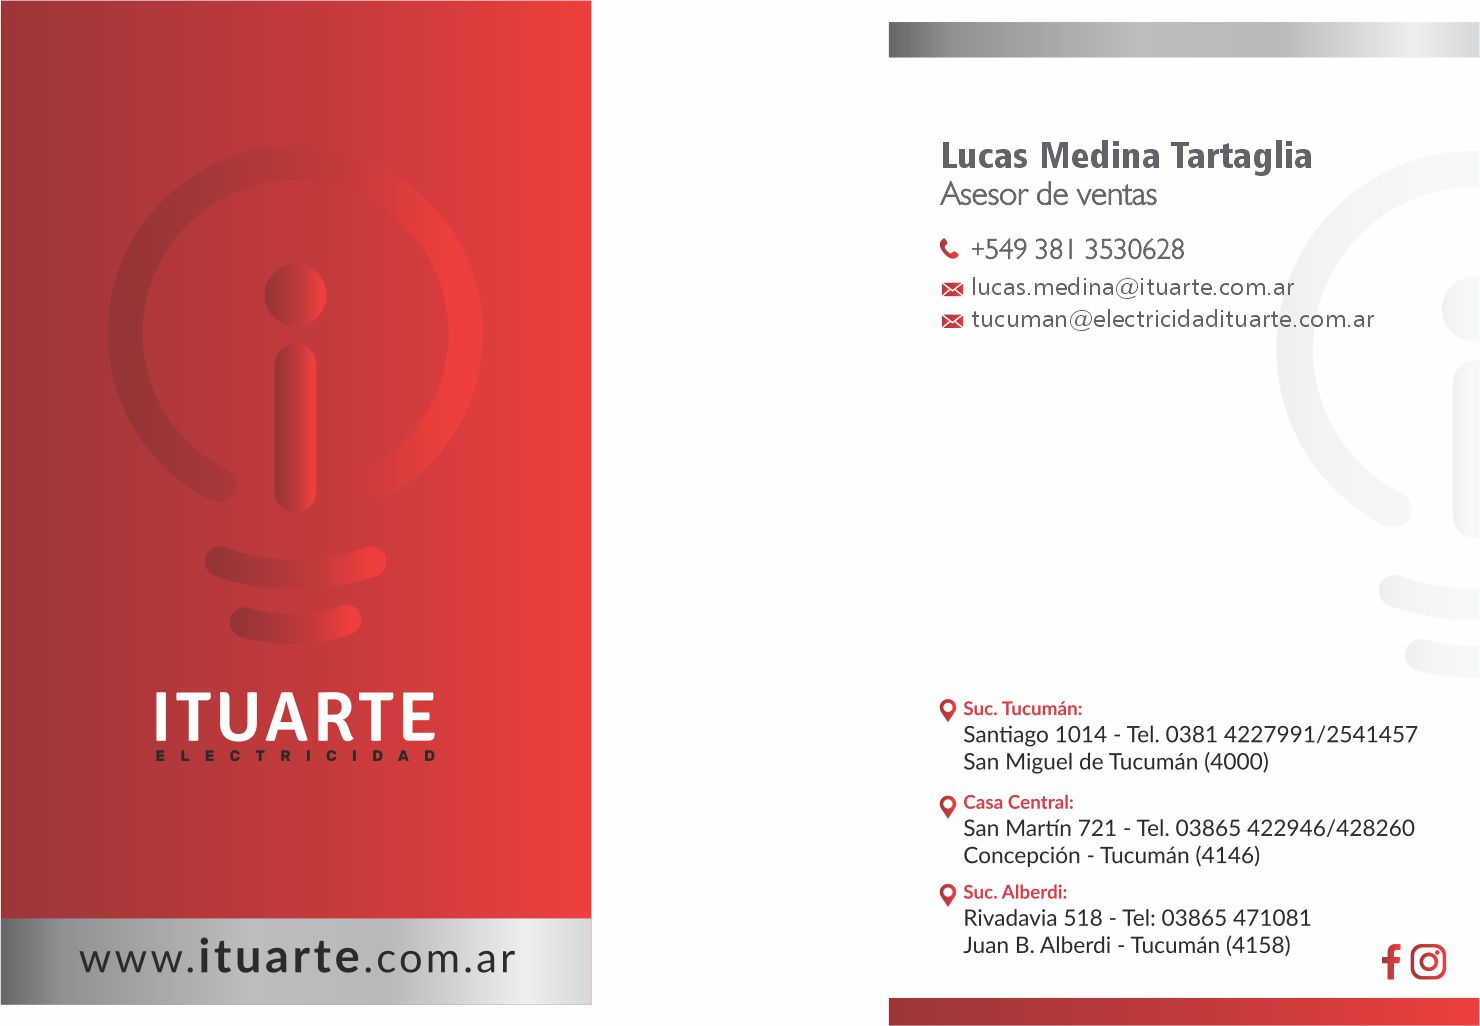 ITUARTE
ELECTRICIDAD
www.ituarte.com.ar
Lucas Medina Tartaglia
Asesor de ventas
+549 381 3530628
lucas.medina@ituarte.com.ar
tucuman@electricidadituarte.com.ar
Suc. Tucumán:
Santiago 1014 - Tel. 0381 4227991/2541457
San Miguel de Tucumán (4000)
Casa Central:
San Martín 721 - Tel. 03865 422946/428260
Concepción - Tucumán (4146)
Suc. Alberdi:
Rivadavia 518 - Tel: 03865 471081
Juan B. Alberdi - Tucumán (4158)